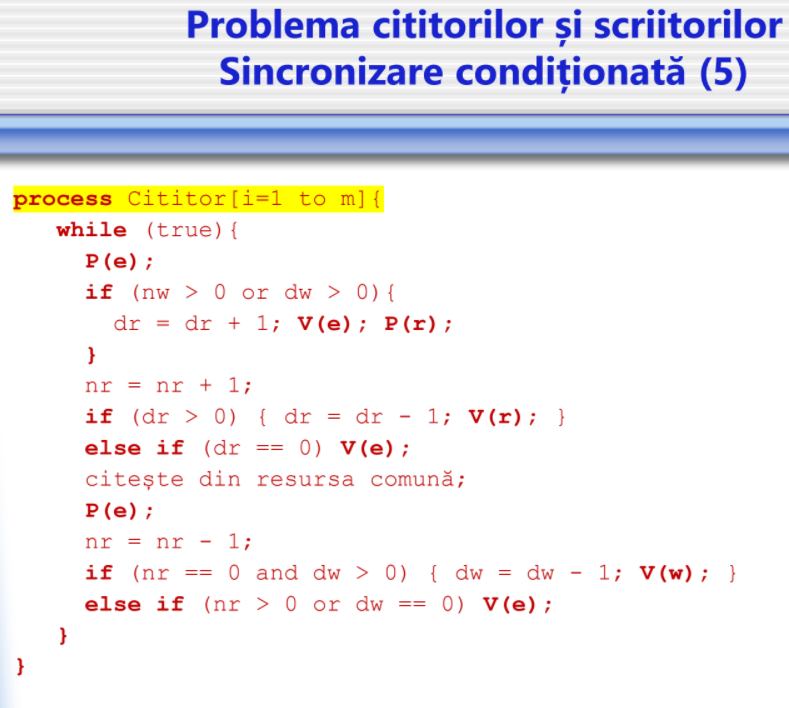 Problema cititorilor și scriitorilor
Sincronizare condiționată (5)
process Cititor[i=1 to m]{
while (true){
P(e);
if (nw > 0 or dw > 0){
dr = dr + 1; V(e); P(r);
}
nr = nr + 1;
if (dr > 0) { dr = dr - 1; V(r); }
else if (dr == 0) V(e);
citește din resursa comună;
P(e);
nr = nr - 1;
if (nr == 0 and dw > 0) { dw = dw - 1; V(w); }
else if (nr > 0 or dw == 0) V(e);
}
}